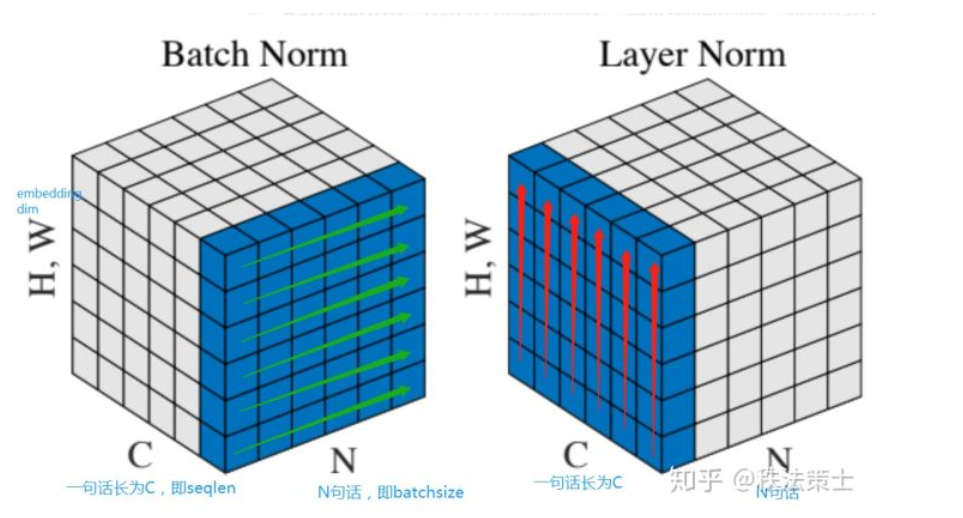 Batch Norm
Layer Norm
embedding
dim
H, W
H, W
C
N
C
N
一句话长为C，即seqlen
N句话，即batchsize
一句话长为C
N句话
知乎 @秩法策士